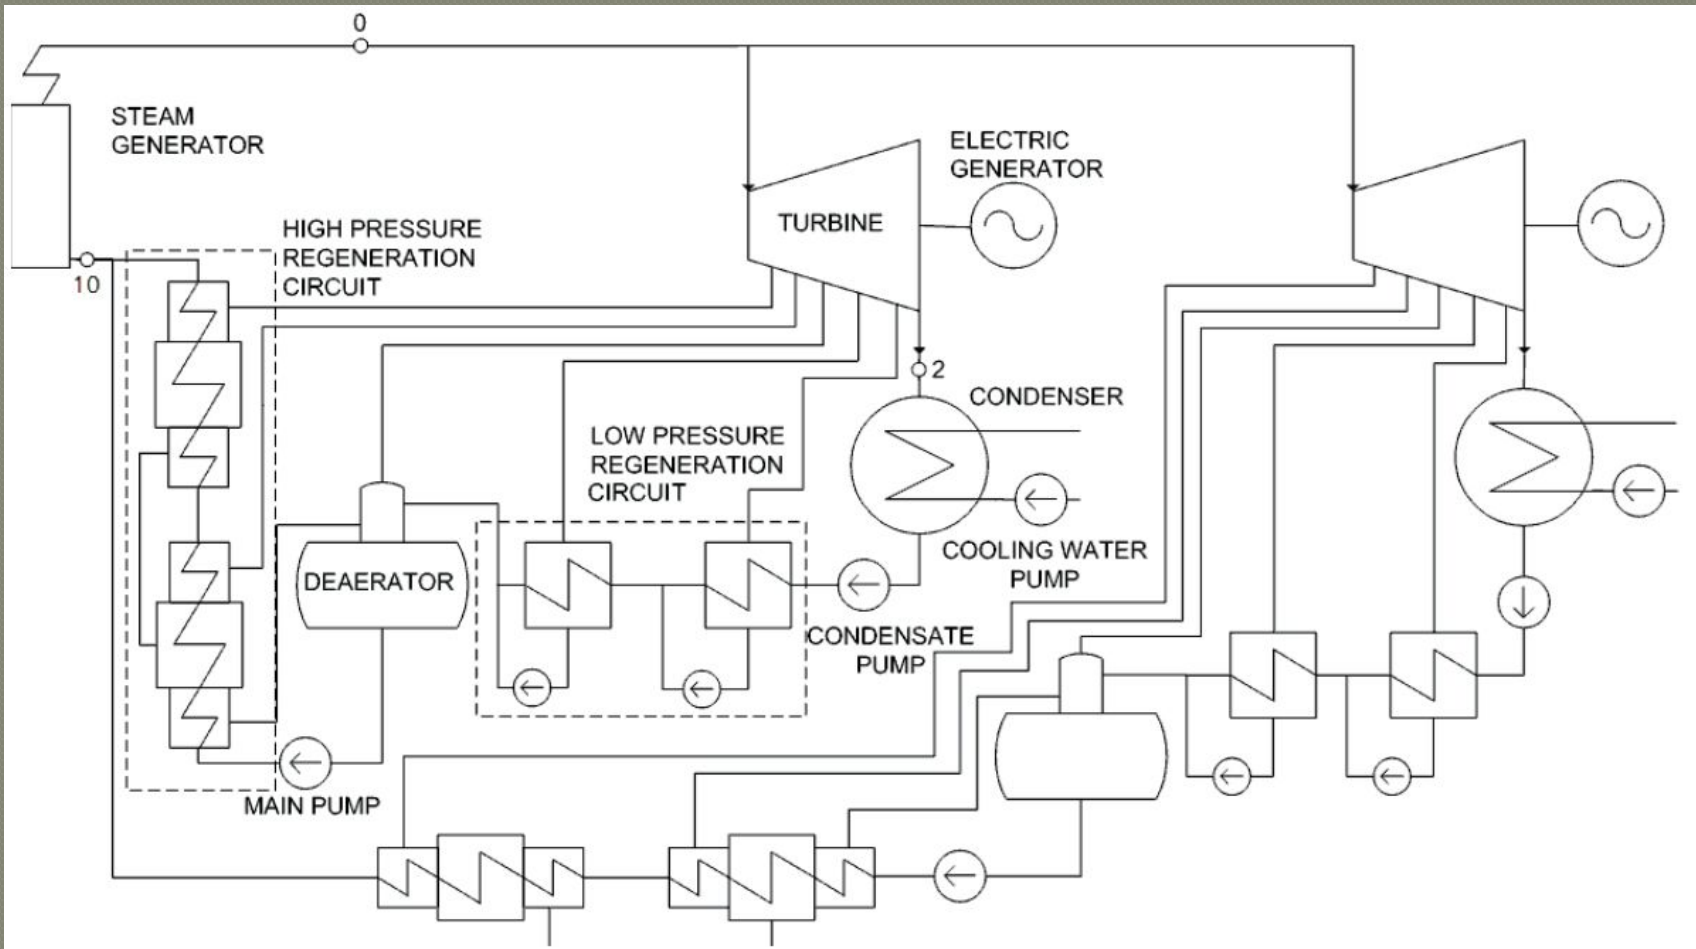 0
STEAM
GENERATOR
ELECTRIC
GENERATOR
TURBINE
HIGH PRESSURE
REGENERATION
CIRCUIT
10
2
CONDENSER
LOW PRESSURE
REGENERATION
CIRCUIT
COOLING WATER
PUMP
DEAERATOR
CONDENSATE
PUMP
MAIN PUMP